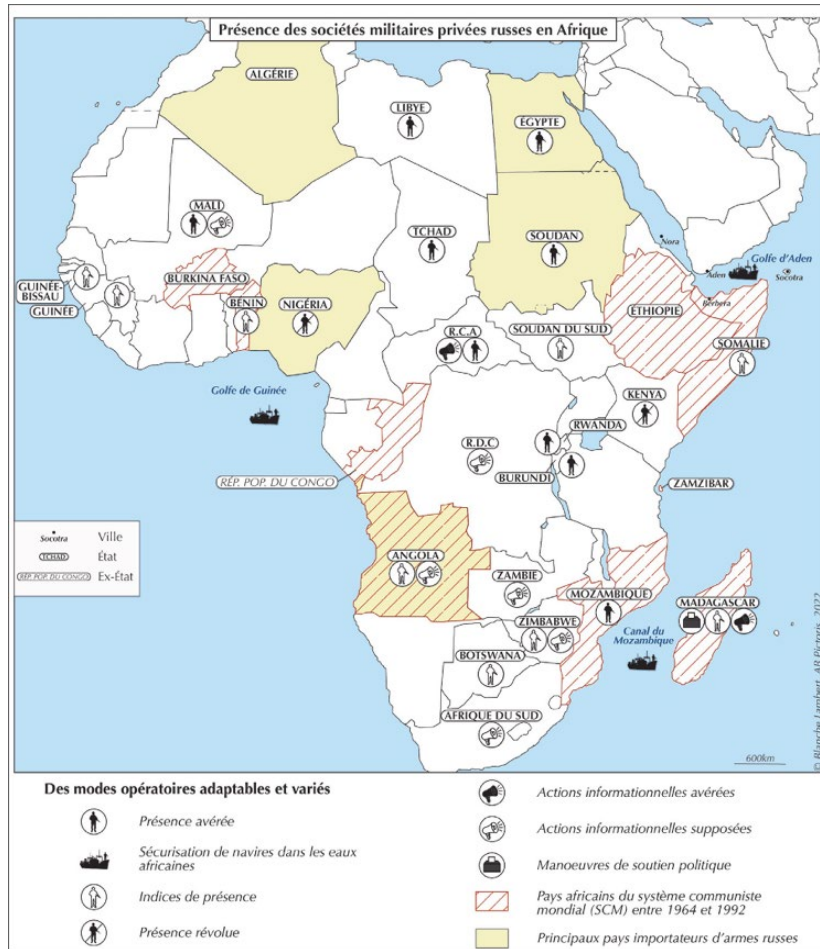 Présence des sociétés militaires privées russes en Afrique
ALGÉRIE
LIBYE
ÉGYPTE
MALI
TCHAD
SOUDAN
Nora
Golfe d'Aden
Aden
Socotra
Berbera
GUINÉE-
BISSAU
GUINÉE
BURKINA FASO
BÉNIN
NIGÉRIA
R.C.A
SOUDAN DU SUD
ÉTHIOPIE
SOMALIE
Golfe de Guinée
KENYA
RWANDA
R.D.C
BURUNDI
RÉP. POP. DU CONGO
ZAMZIBAR
Socotra Ville
TCHAD État
RÉP. POP. DU CONGO Ex-État
ANGOLA
ZAMBIE
MOZAMBIQUE
MADAGASCAR
ZIMBABWE
Canal du
Mozambique
BOTSWANA
AFRIQUE DU SUD
600km
© Blanche Lambert, AB Pictoris, 2022
Des modes opératoires adaptables et variés
Présence avérée
Sécurisation de navires dans les eaux
africaines
Indices de présence
Présence révolue
Actions informationnelles avérées
Actions informationnelles supposées
Manoeuvres de soutien politique
Pays africains du système communiste
mondial (SCM) entre 1964 et 1992
Principaux pays importateurs d'armes russes